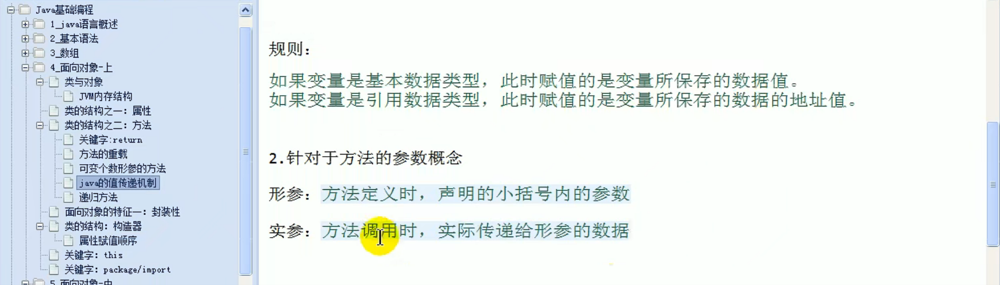 Java基础编程
1_java语言概述
2_基本语法
3_数组
4_面向对象-上
类与对象
JVM内存结构
类的结构之一：属性
类的结构之二：方法
关键字:return
方法的重载
可变个数形参的方法
java的值传递机制
递归方法
面向对象的特征一：封装性
类的结构：构造器
属性赋值顺序
关键字：this
关键字：package/import
5_面向对象-中
规则：
如果变量是基本数据类型，此时赋值的是变量所保存的数据值。
如果变量是引用数据类型，此时赋值的是变量所保存的数据的地址值。
2.针对于方法的参数概念
形参：方法定义时，声明的小括号内的参数
实参：方法调用时，实际传递给形参的数据